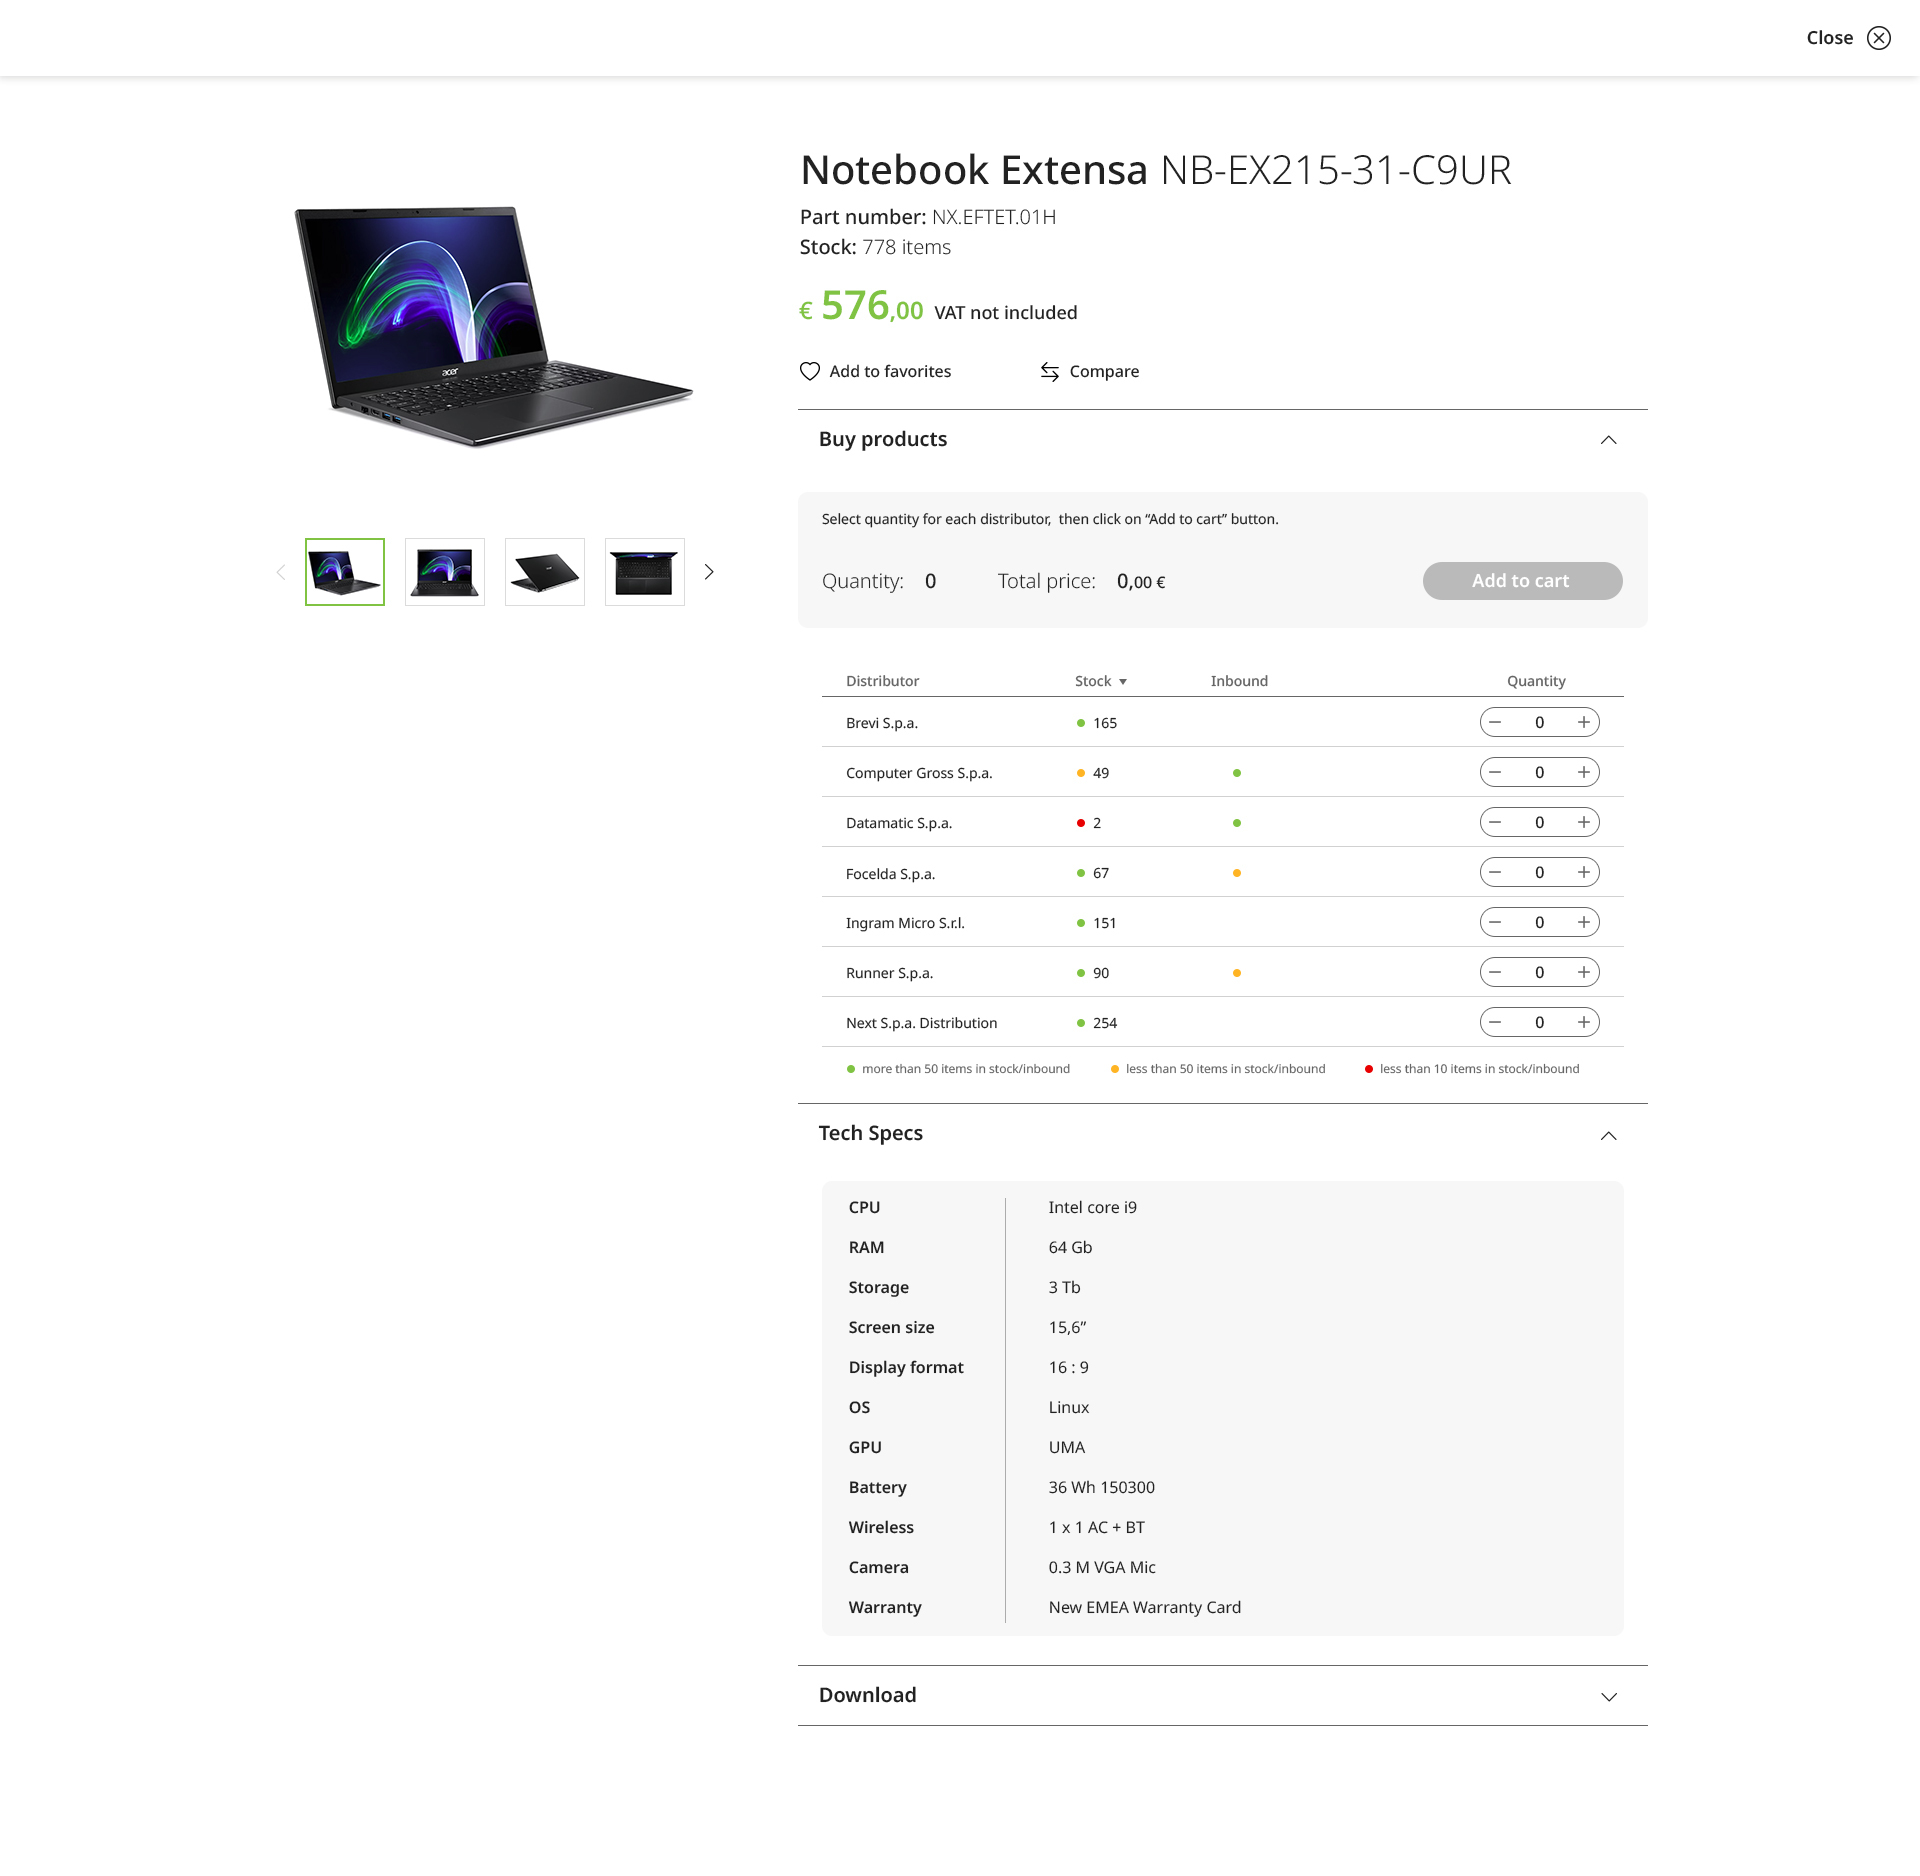 Close
Notebook Extensa NB-EX215-31-C9UR
Part number: NX.EFTET.01H
Stock: 778 items
€ 576,00 VAT not included
Add to favorites Compare
acer
Buy products
Select quantity for each distributor, then click on “Add to cart” button.
Quantity: 0 Total price: 0,00 € Add to cart
Distributor Stock Inbound Quantity
Brevi S.p.a. 165 0
Computer Gross S.p.a. 49 0
Datamatic S.p.a. 2 0
Focelda S.p.a. 67 0
Ingram Micro S.r.l. 151 0
Runner S.p.a. 90 0
Next S.p.a. Distribution 254 0
more than 50 items in stock/inbound less than 50 items in stock/inbound less than 10 items in stock/inbound
Tech Specs
CPU Intel core i9
RAM 64 Gb
Storage 3 Tb
Screen size 15,6”
Display format 16 : 9
OS Linux
GPU UMA
Battery 36 Wh 150300
Wireless 1 x 1 AC + BT
Camera 0.3 M VGA Mic
Warranty New EMEA Warranty Card
Download